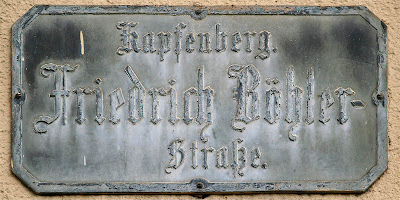 Kapfenberg.
Friedrich Böhler-
Straße.